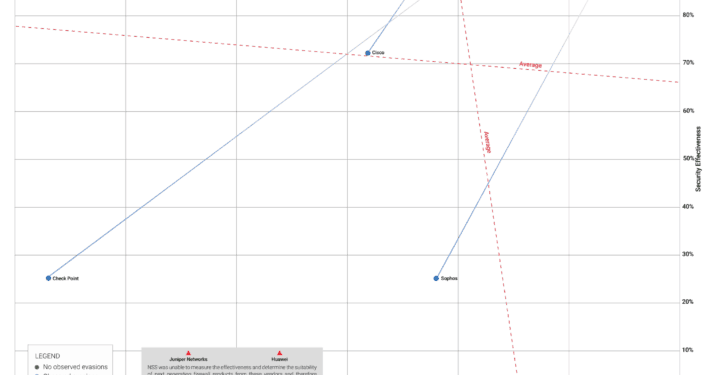 80%
Cisco
70%
Average
60%
Average
50%
Security Effectiveness
40%
30%
Check Point
Sophos
20%
10%
LEGEND
No observed evasions
Juniper Networks
Huawei
NSS was unable to measure the effectiveness and determine the suitability